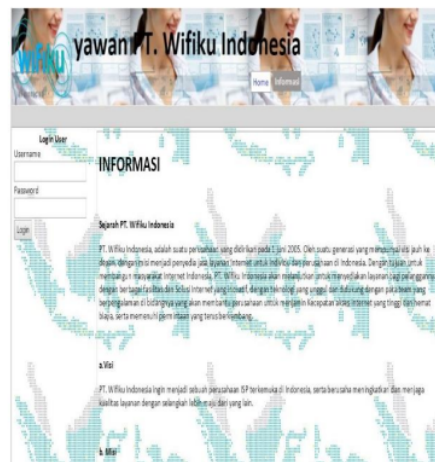 wifiku
yawan PT. Wifiku Indonesia
Home Informasi
Login User
Username
Password
Login
INFORMASI
Sejarah PT. Wifiku Indonesia
PT. Wifiku Indonesia, adalah suatu perusahaan yang didirikan pada 1 juni 2005. Oleh suatu generasi yang mempunyai visi jauh ke
depan, dengan misi menjadi penyedia jasa layanan internet untuk individu dan perusahaan di Indonesia. Dengan tujuan untuk
membangun masyarakat Internet Indonesia, PT. Wifiku Indonesia akan melanjutkan untuk menyediakan layanan bagi pelanggannya
dengan berbagai fasilitas dan Solusi Internet yang inovatif, dengan teknologi yang unggul dan didukung dengan para team yang
berpengalaman di bidangnya yang akan membantu perusahaan untuk menjamin Kecepatan akses internet yang tinggi dan hemat
biaya, serta memenuhi permintaan yang terus berkembang.
a.Visi
PT. Wifiku Indonesia ingin menjadi sebuah perusahaan ISP terkemuka di Indonesia, serta berusaha meningkatkan dan menjaga
kualitas layanan dengan selangkah lebih maju dari yang lain.
b. Misi